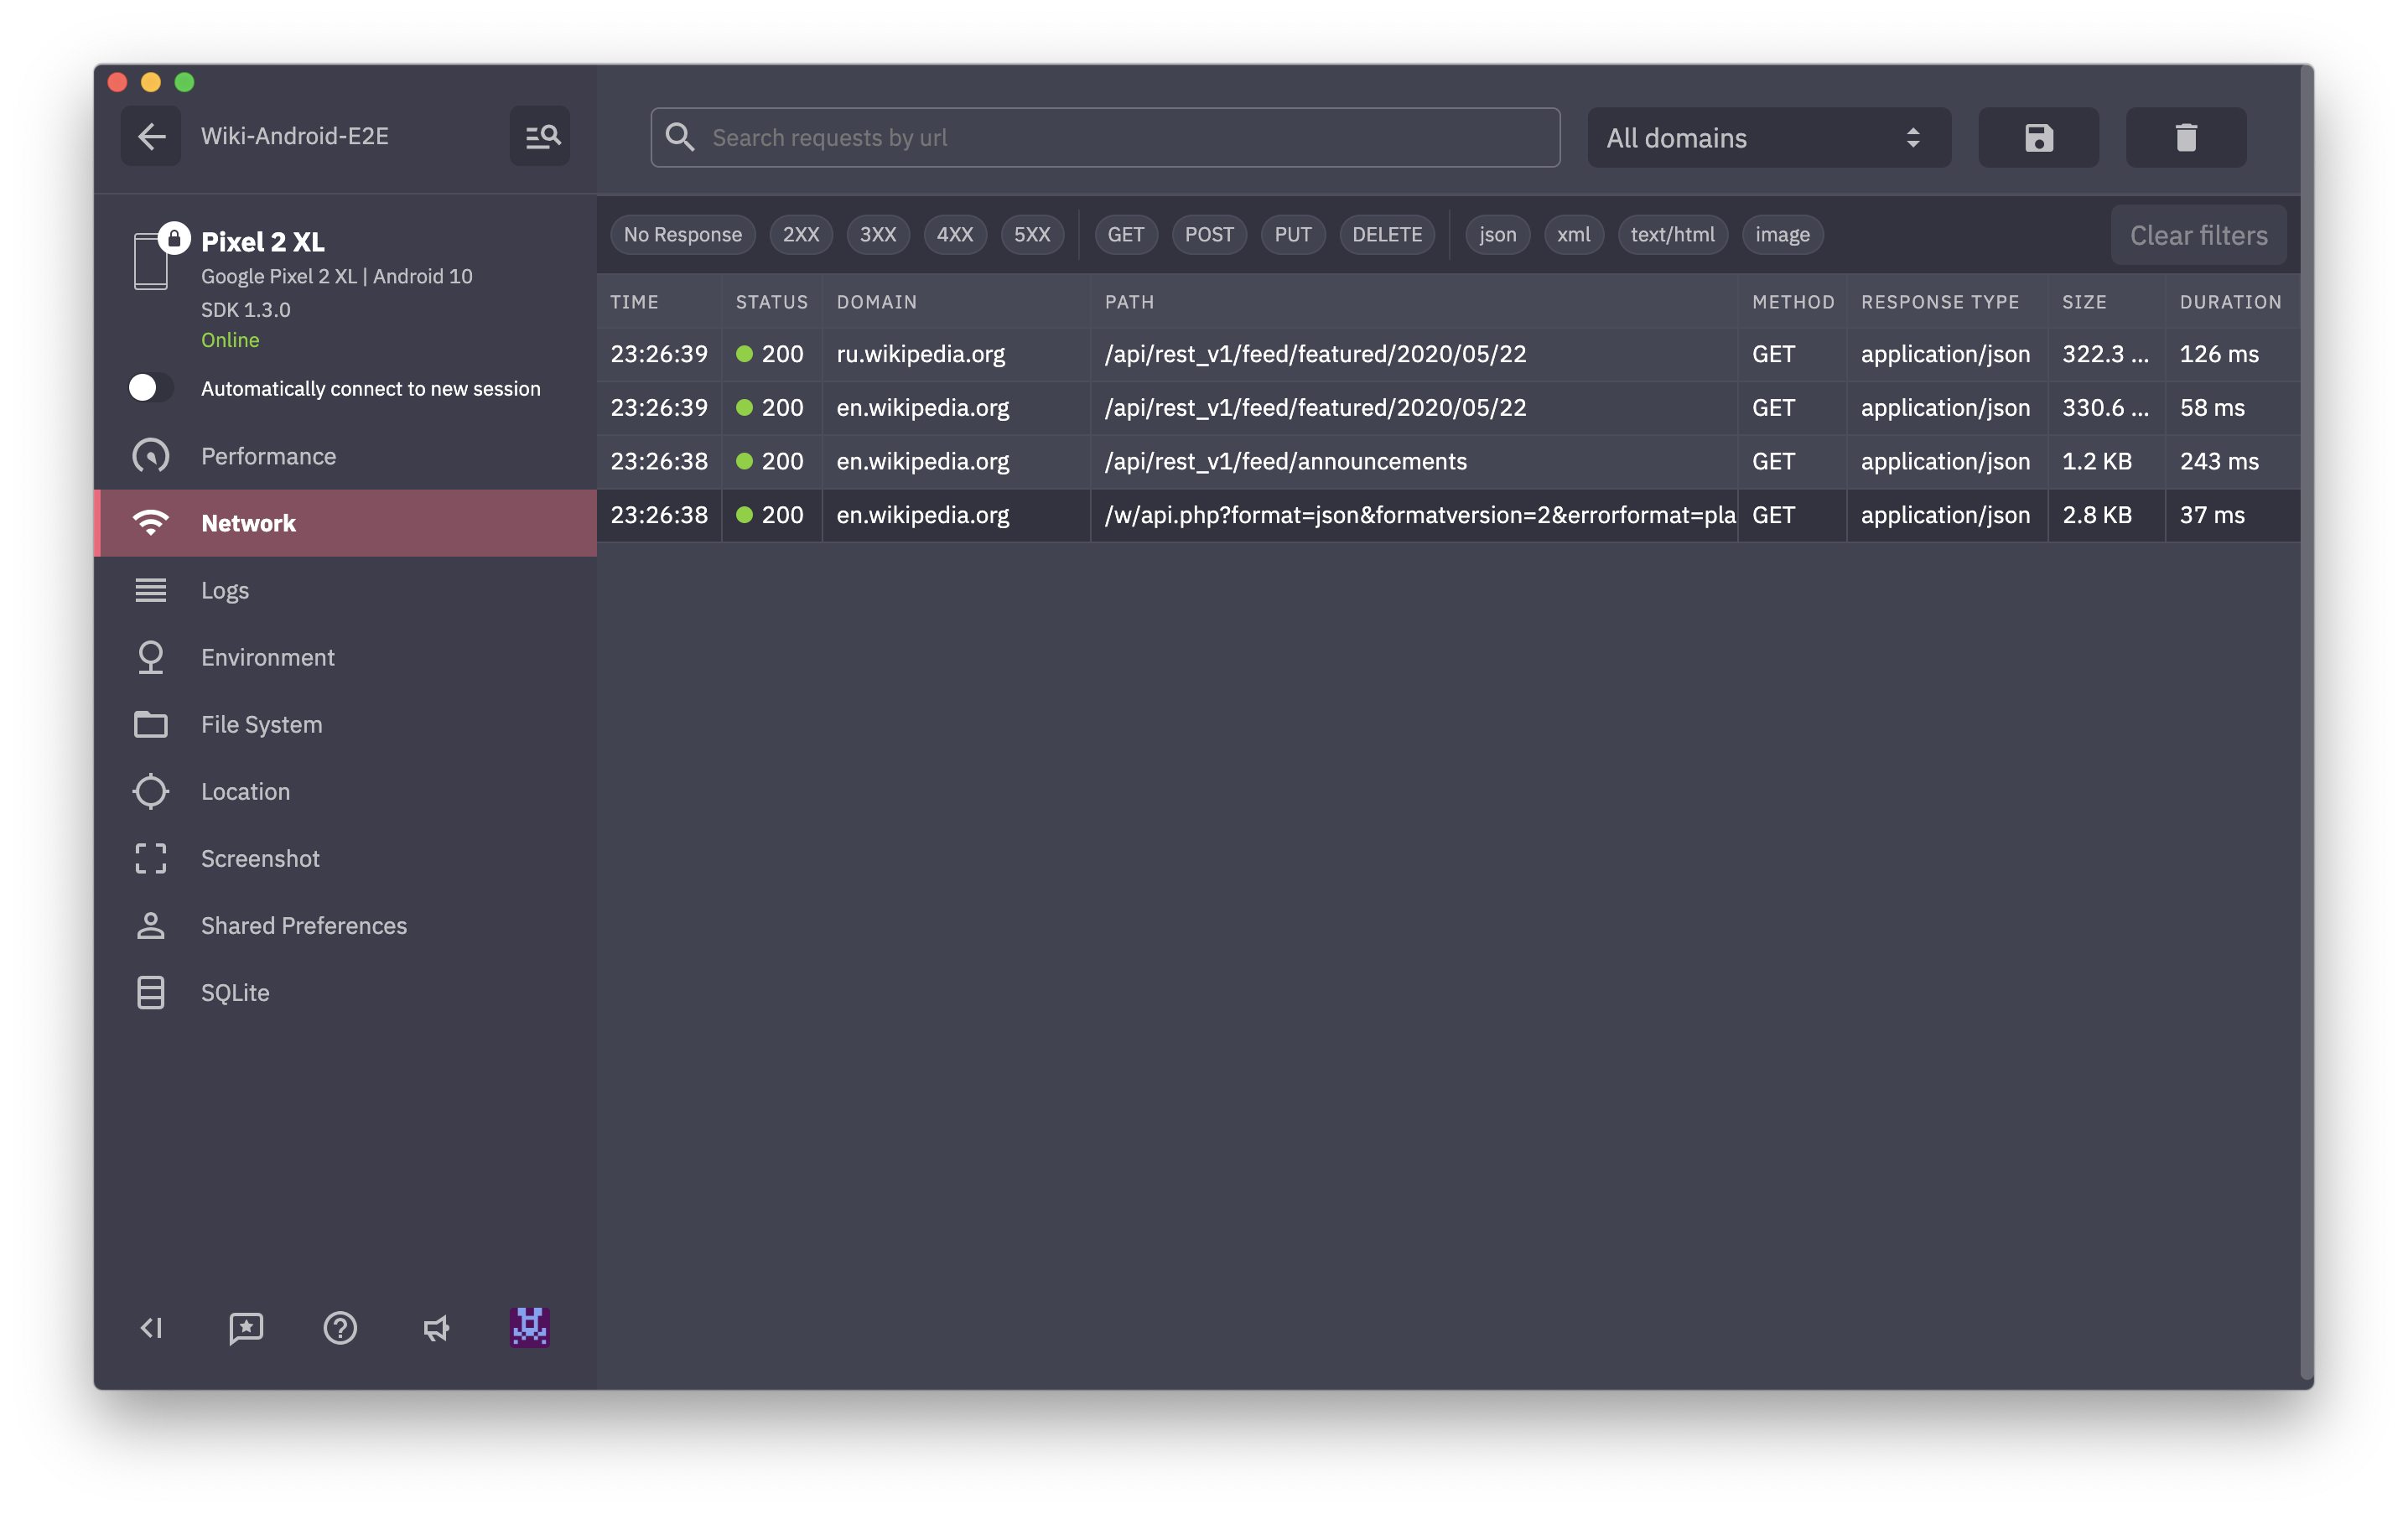 Wiki-Android-E2E
Search requests by url
All domains
Pixel 2 XL
Google Pixel 2 XL | Android 10
SDK 1.3.0
Online
Automatically connect to new session
Performance
Network
Logs
Environment
File System
Location
Screenshot
Shared Preferences
SQLite
No Response 2XX 3XX 4XX 5XX GET POST PUT DELETE json xml text/html image Clear filters
TIME STATUS DOMAIN PATH METHOD RESPONSE TYPE SIZE DURATION
23:26:39 200 ru.wikipedia.org /api/rest_v1/feed/featured/2020/05/22 GET application/json 322.3 ... 126 ms
23:26:39 200 en.wikipedia.org /api/rest_v1/feed/featured/2020/05/22 GET application/json 330.6 ... 58 ms
23:26:38 200 en.wikipedia.org /api/rest_v1/feed/announcements GET application/json 1.2 KB 243 ms
23:26:38 200 en.wikipedia.org /w/api.php?format=json&formatversion=2&errorformat=pla GET application/json 2.8 KB 37 ms